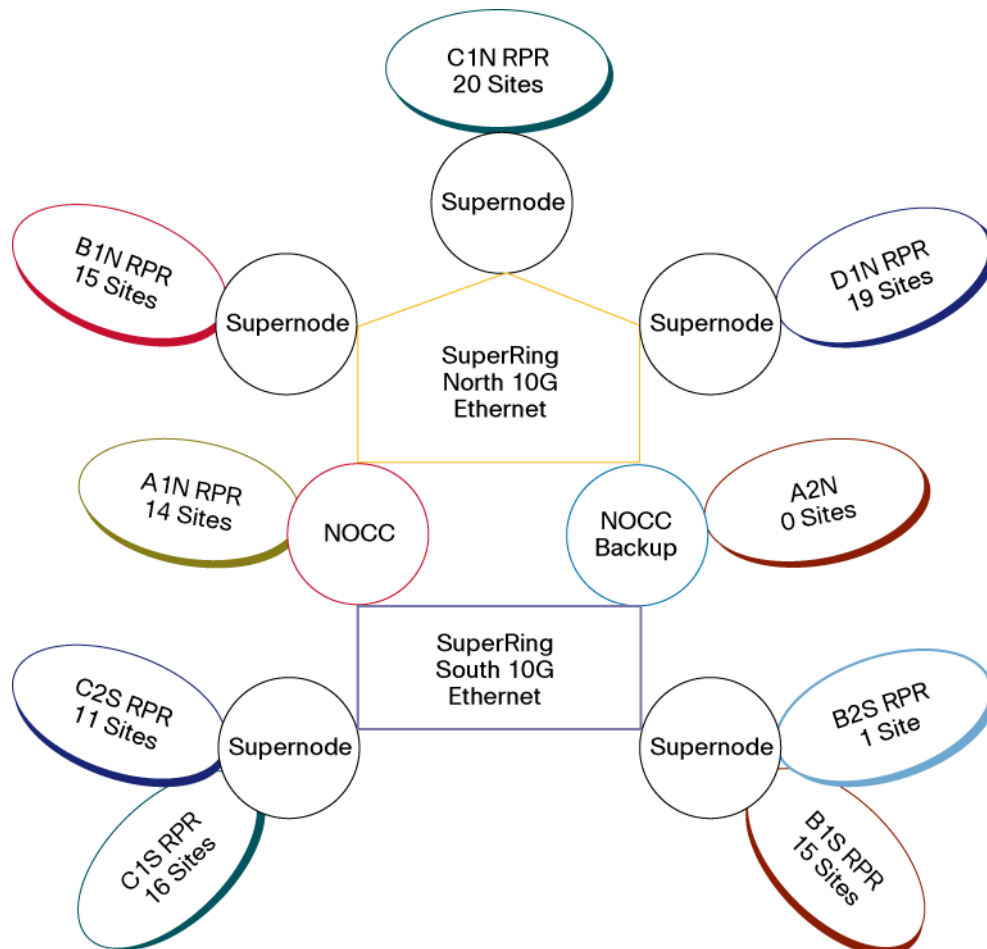 C1N RPR
20 Sites
Supernode
B1N RPR
15 Sites
Supernode
Supernode
D1N RPR
19 Sites
SuperRing
North 10G
Ethernet
A1N RPR
14 Sites
NOCC
NOCC
Backup
A2N
0 Sites
SuperRing
South 10G
Ethernet
C2S RPR
11 Sites
Supernode
Supernode
B2S RPR
1 Site
C1S RPR
16 Sites
B1S RPR
15 Sites